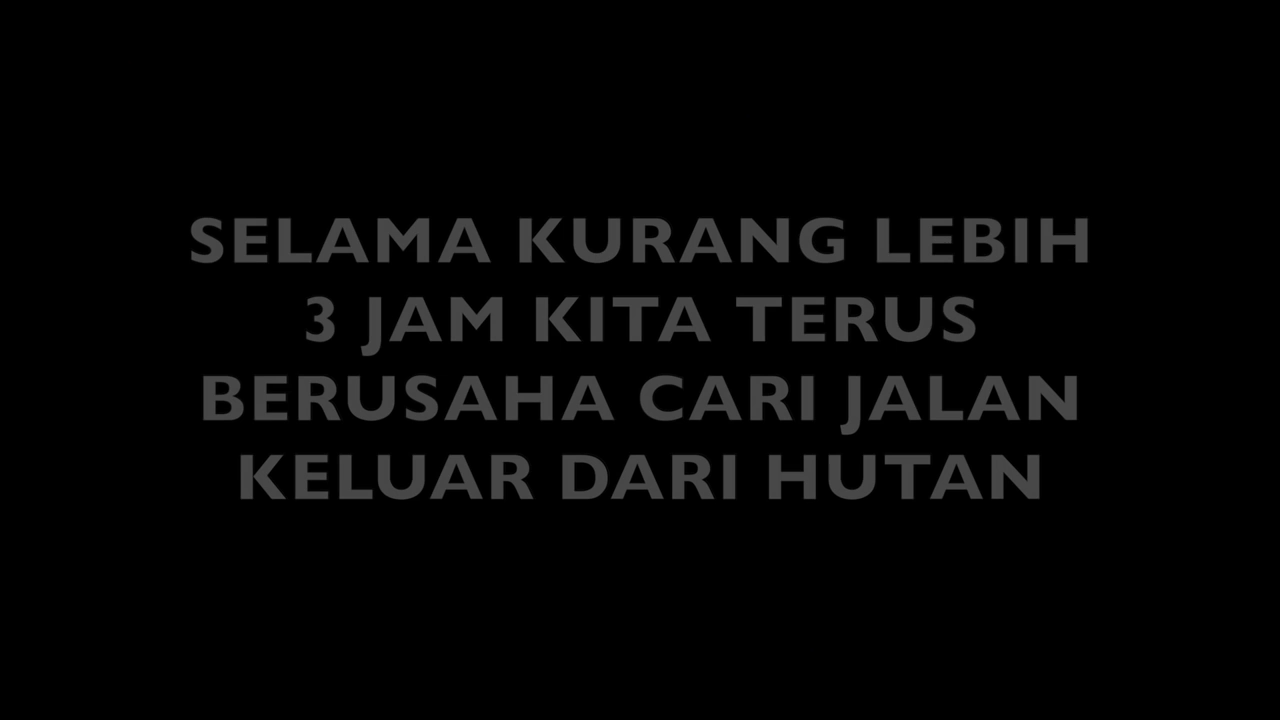 SELAMA KURANG LEBIH
3 JAM KITA TERUS
BERUSAHA CARI JALAN
KELUAR DARI HUTAN